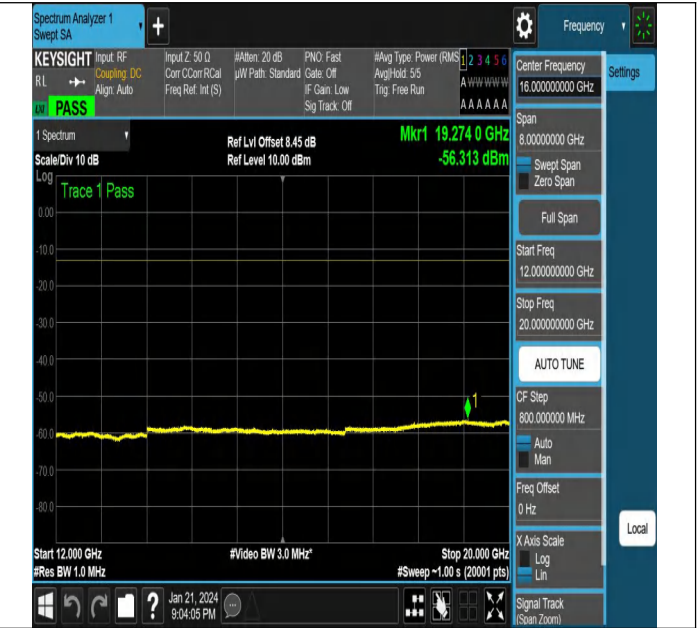 Spectrum Analyzer 1
Swept SA
+
Frequency
KEYSIGHT
Input: RF
Coupling: DC
Align: Auto
RL
LXI
PASS
Input Z: 50 Ω
Corr CCorr RCal
Freq Ref: Int (S)
#Atten: 20 dB
µW Path: Standard
PNO: Fast
Gate: Off
IF Gain: Low
Sig Track: Off
#Avg Type: Power (RMS
Avg|Hold: 5/5
Trig: Free Run
1 2 3 4 5 6
A W W W W W
A A A A A A
1 Spectrum
Scale/Div 10 dB
Ref Lvl Offset 8.45 dB
Ref Level 10.00 dBm
Mkr1 19.274 0 GHz
-56.313 dBm
Log
Trace 1 Pass
0.00
-10.0
-20.0
-30.0
-40.0
-50.0
-60.0
-70.0
-80.0
1
Start 12.000 GHz
#Res BW 1.0 MHz
#Video BW 3.0 MHz*
Stop 20.000 GHz
#Sweep ~1.00 s (20001 pts)
?
Jan 21, 2024
9:04:05 PM
Center Frequency
16.000000000 GHz
Settings
Span
8.00000000 GHz
Swept Span
Zero Span
Full Span
Start Freq
12.000000000 GHz
Stop Freq
20.000000000 GHz
AUTO TUNE
CF Step
800.000000 MHz
Auto
Man
Freq Offset
0 Hz
X Axis Scale
Log
Lin
Local
Signal Track
(Span Zoom)